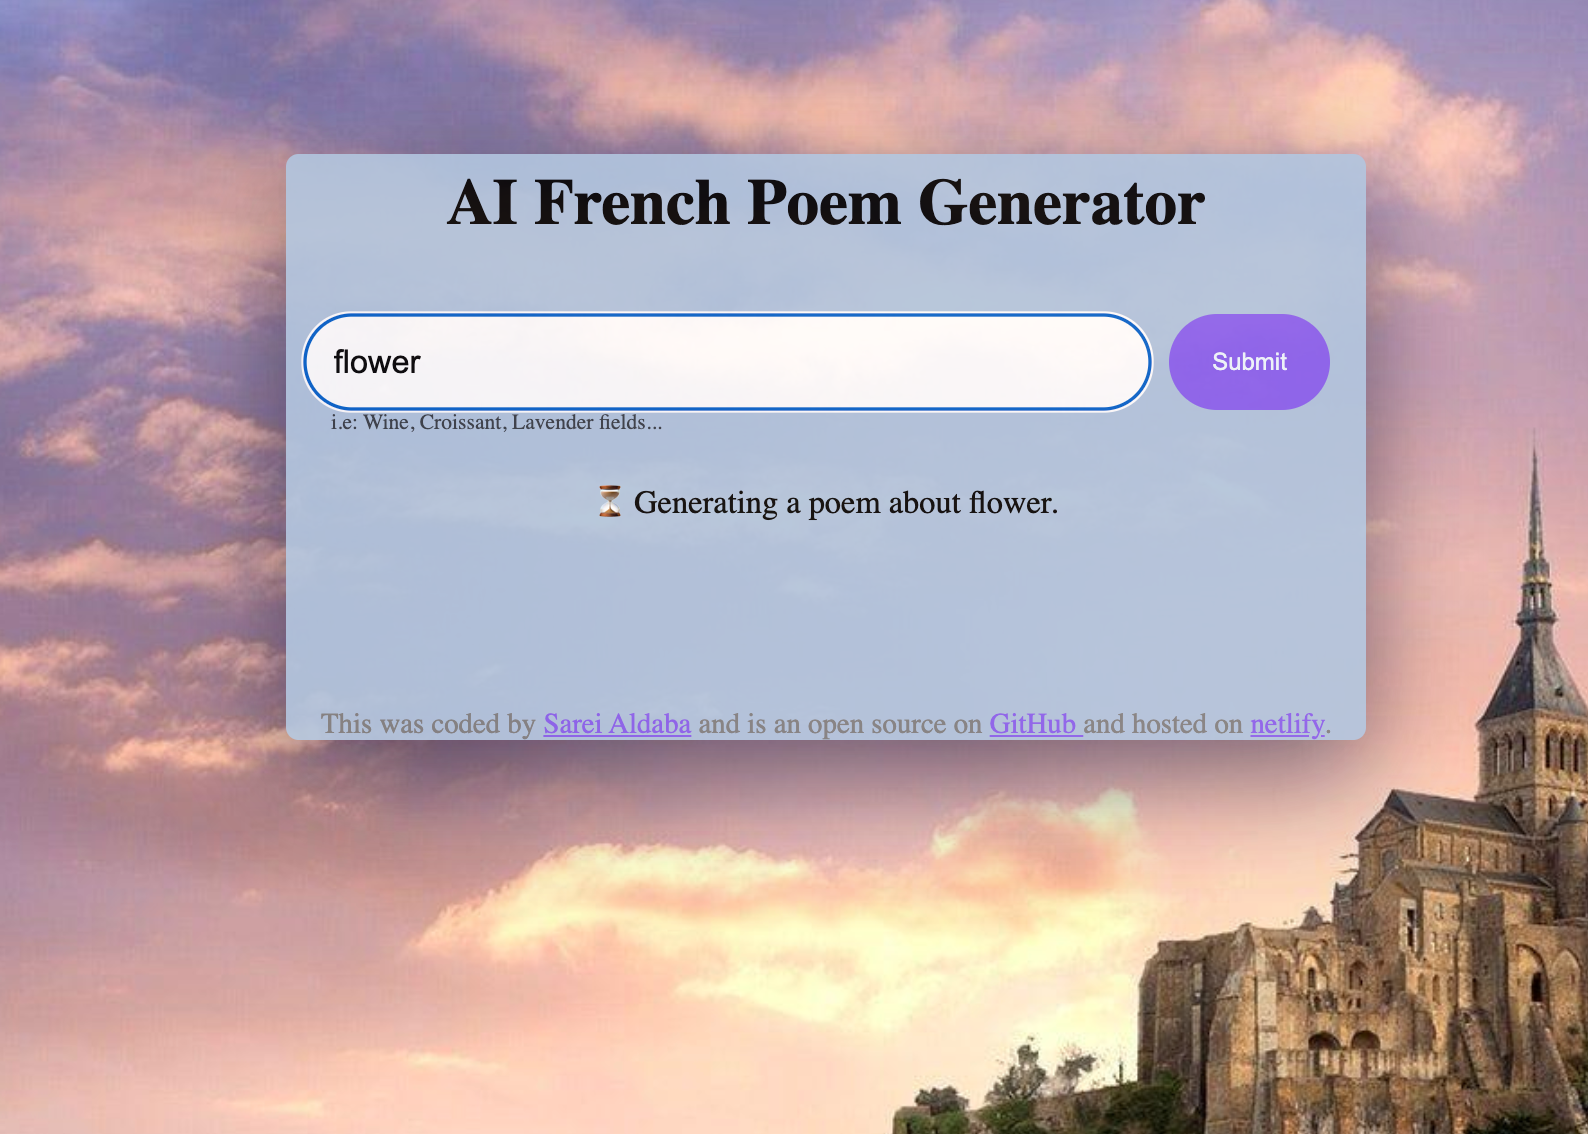 AI French Poem Generator
flower
Submit
i.e: Wine, Croissant, Lavender fields...
⏳ Generating a poem about flower.
This was coded by Sarei Aldaba and is an open source on GitHub and hosted on netlify.